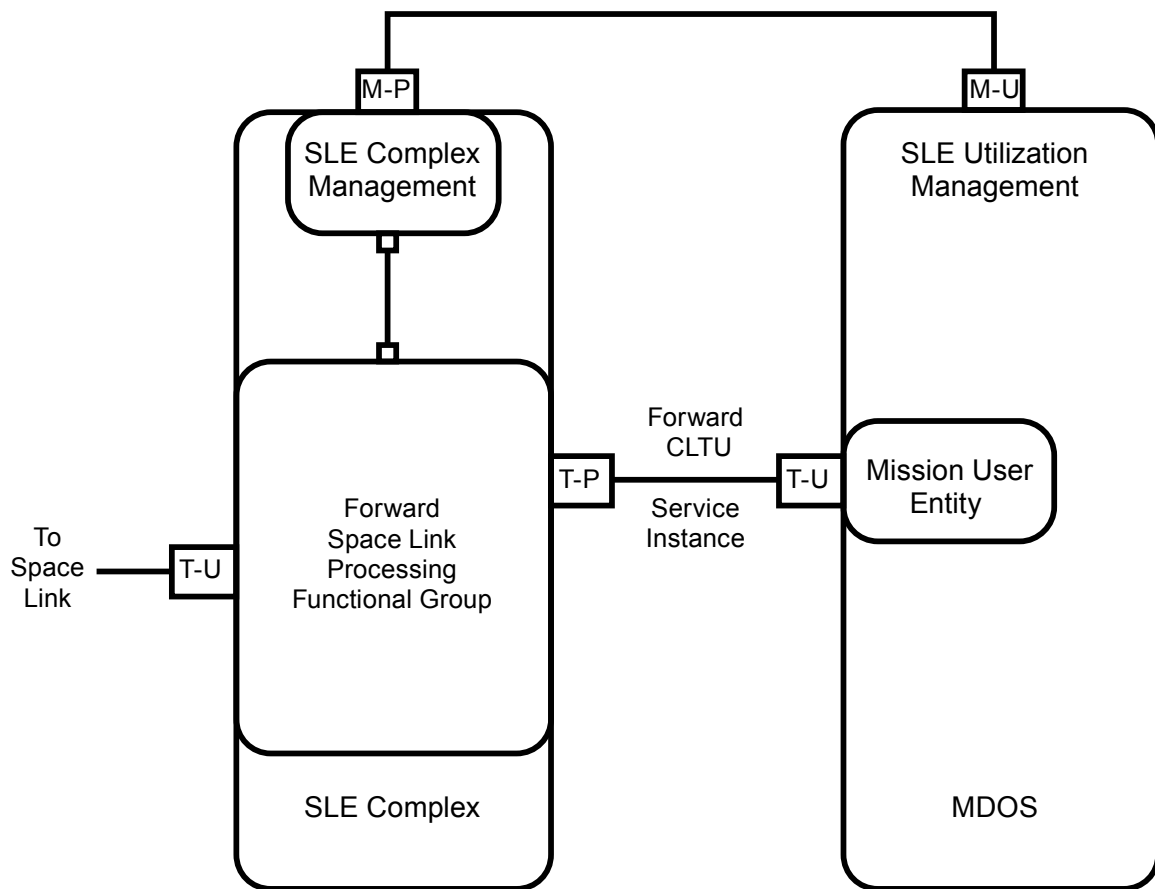 M-P
M-U
SLE Complex
Management
SLE Utilization
Management
Forward
CLTU
T-P
T-U
Mission User
Entity
Service
Instance
Forward
Space Link
Processing
Functional Group
To
Space
Link
T-U
SLE Complex
MDOS